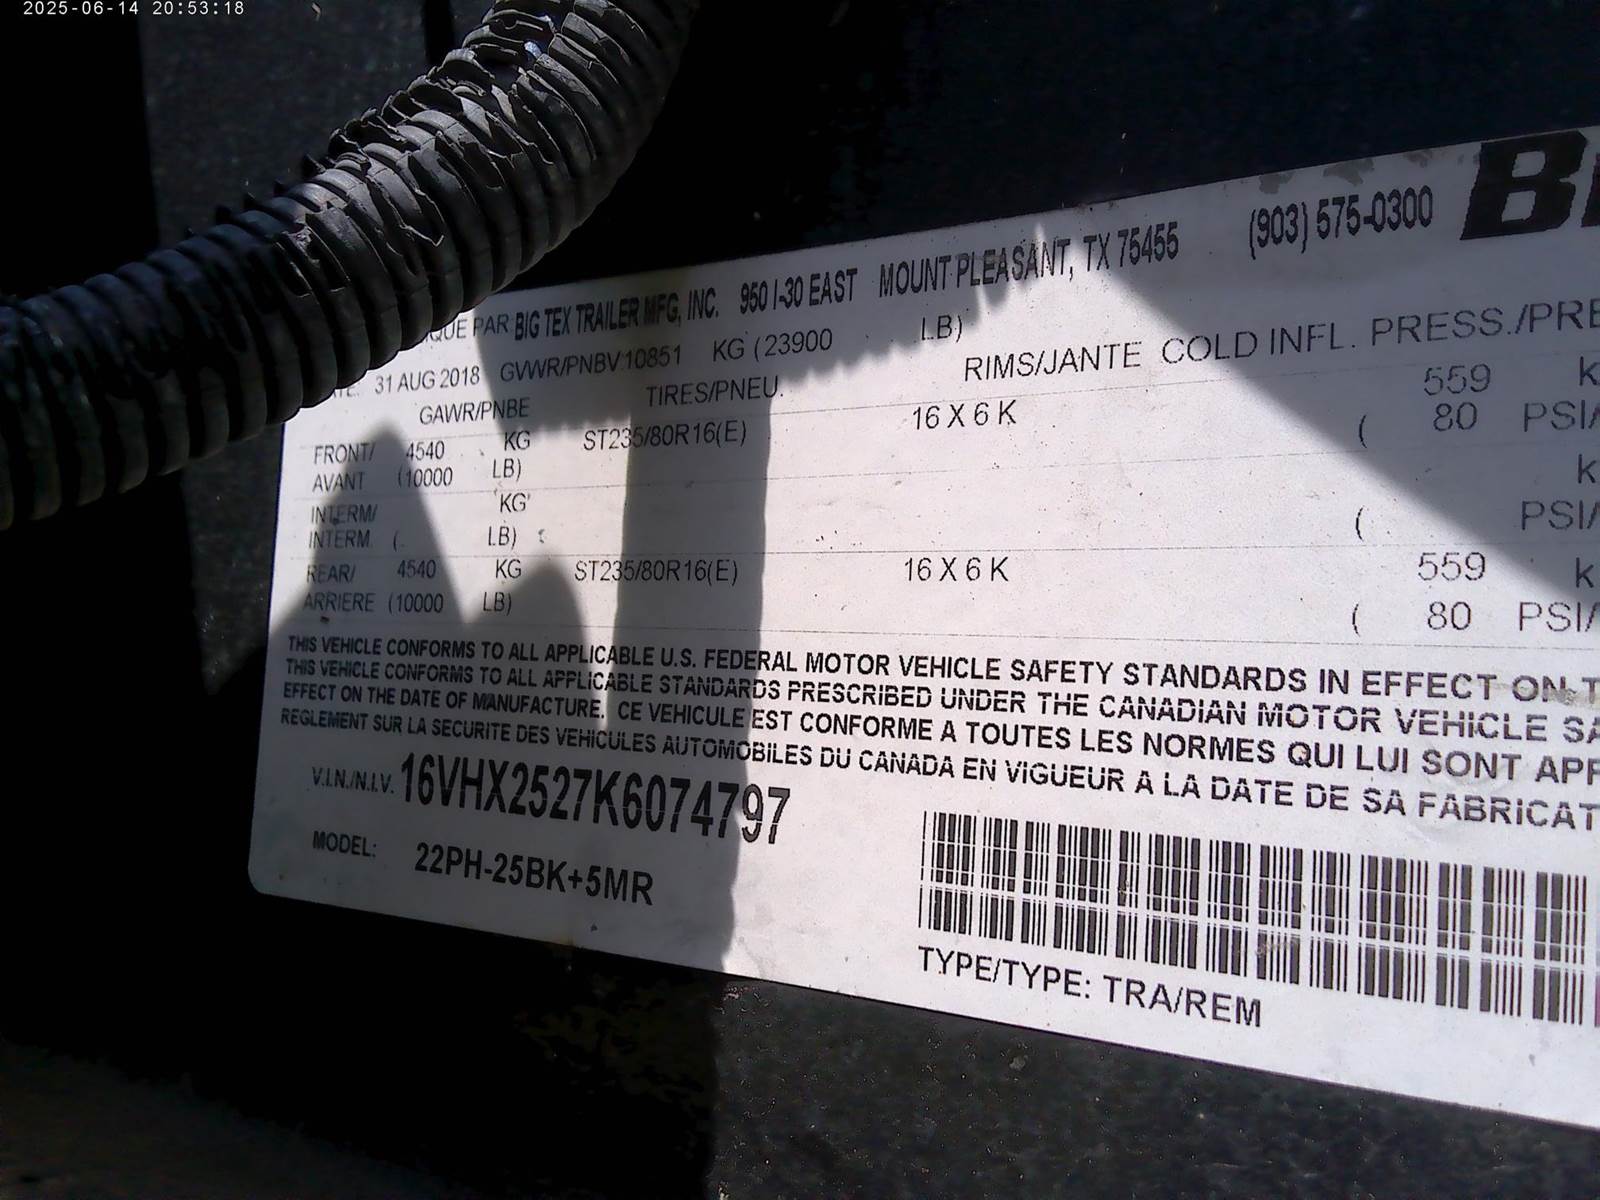 2025-06-14 20:53:18
BIG TEX TRAILER MFG, INC. 950 I-30 EAST MOUNT PLEASANT, TX 75455 (903) 575-0300
PAR
31 AUG 2018 GVWR/PNBV 10851 KG (23900 LB)
GAWR/PNBE TIRES/PNEU. RIMS/JANTE COLD INFL. PRESS./PRE
FRONT/ 4540 KG ST235/80R16(E) 16 X 6 K 559 k
AVANT (10000 LB) ( 80 PSI/
INTERM/ KG k
INTERM. ( LB) ( PSI/
REAR/ 4540 KG ST235/80R16(E) 16 X 6 K 559 k
ARRIERE (10000 LB) ( 80 PSI/
THIS VEHICLE CONFORMS TO ALL APPLICABLE U.S. FEDERAL MOTOR VEHICLE SAFETY STANDARDS IN EFFECT ON T
THIS VEHICLE CONFORMS TO ALL APPLICABLE STANDARDS PRESCRIBED UNDER THE CANADIAN MOTOR VEHICLE SA
EFFECT ON THE DATE OF MANUFACTURE. CE VEHICULE EST CONFORME A TOUTES LES NORMES QUI LUI SONT APP
REGLEMENT SUR LA SECURITE DES VEHICULES AUTOMOBILES DU CANADA EN VIGUEUR A LA DATE DE SA FABRICAT
V.I.N./N.I.V. 16VHX2527K6074797
MODEL: 22PH-25BK+5MR
TYPE/TYPE: TRA/REM